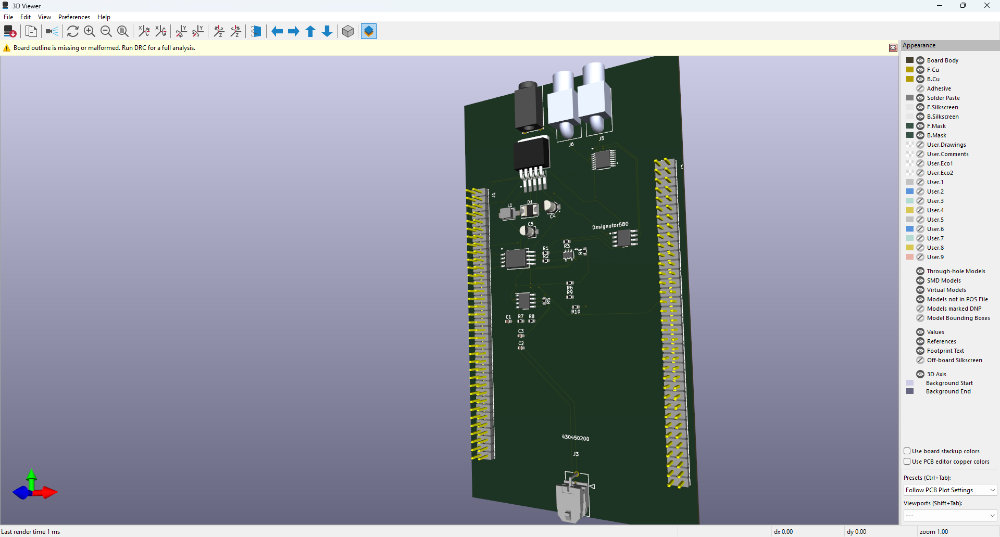 3D Viewer
File Edit View Preferences Help
Board outline is missing or malformed. Run DRC for a full analysis.
J6
J5
J1
L1
D1
C4
C5
Designator580
R1
R2
R3
R4
R6
R9
R5
R10
C1
R7
R8
C3
C2
430450200
J3
Appearance
Board Body
F.Cu
B.Cu
Adhesive
Solder Paste
F.Silkscreen
B.Silkscreen
F.Mask
B.Mask
User.Drawings
User.Comments
User.Eco1
User.Eco2
User.1
User.2
User.3
User.4
User.5
User.6
User.7
User.8
User.9
Through-hole Models
SMD Models
Virtual Models
Models not in POS File
Models marked DNP
Model Bounding Boxes
Values
References
Footprint Text
Off-board Silkscreen
3D Axis
Background Start
Background End
Use board stackup colors
Use PCB editor copper colors
Presets (Ctrl+Tab):
Follow PCB Plot Settings
Viewports (Shift+Tab):
---
Last render time 1 ms
dx 0.00
dy 0.00
zoom 1.00